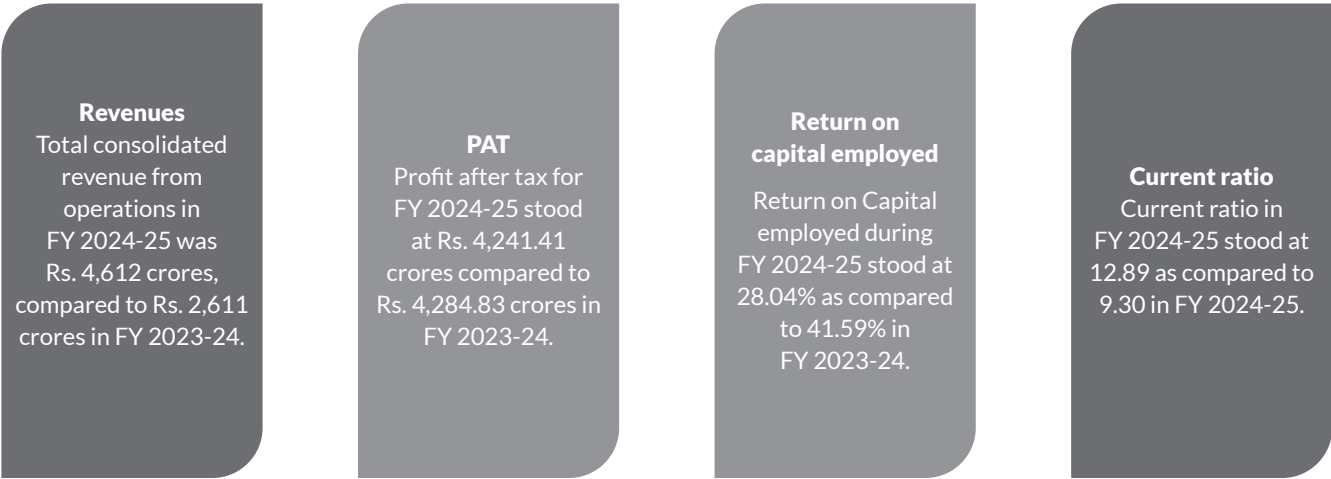 Revenues
Total consolidated
revenue from
operations in
FY 2024-25 was
Rs. 4,612 crores,
compared to Rs. 2,611
crores in FY 2023-24.
PAT
Profit after tax for
FY 2024-25 stood
at Rs. 4,241.41
crores compared to
Rs. 4,284.83 crores in
FY 2023-24.
Return on
capital employed
Return on Capital
employed during
FY 2024-25 stood at
28.04% as compared
to 41.59% in
FY 2023-24.
Current ratio
Current ratio in
FY 2024-25 stood at
12.89 as compared to
9.30 in FY 2024-25.